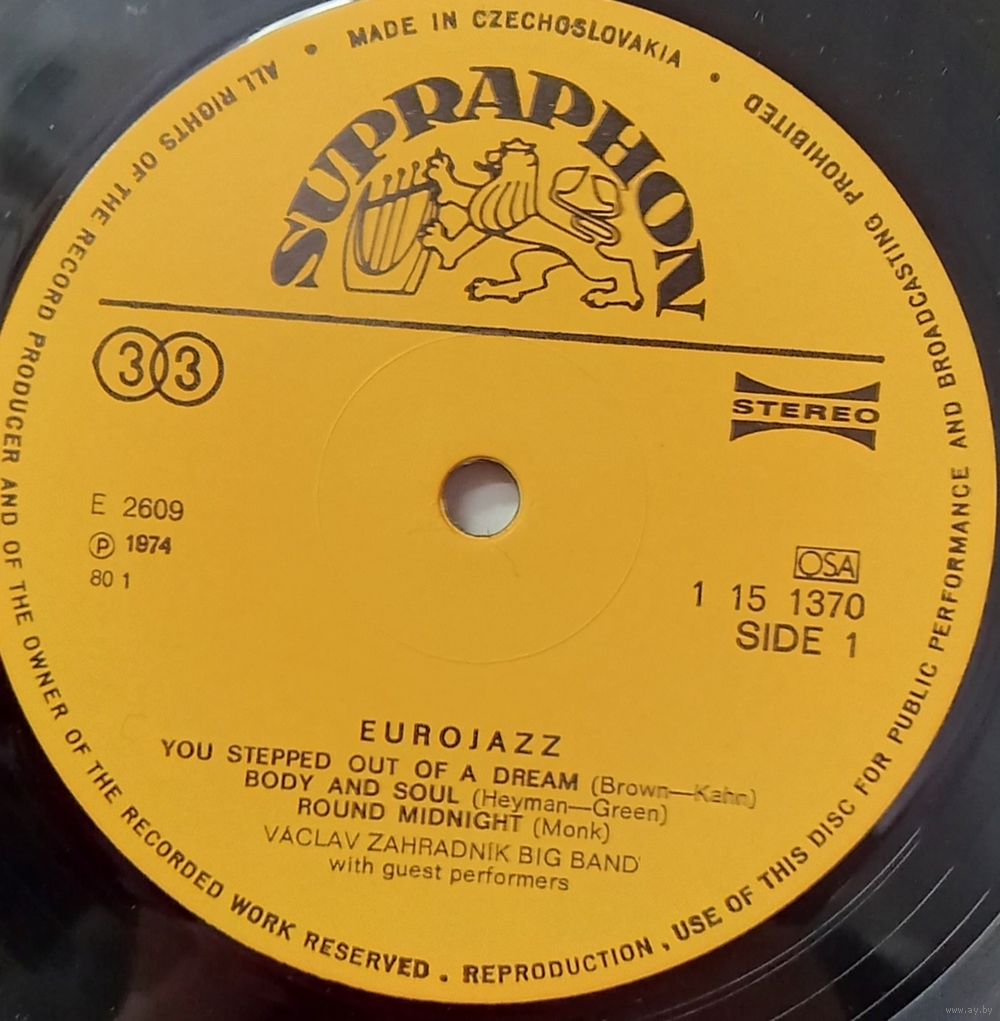 MADE IN CZECHOSLOVAKIA
ALL RIGHTS OF THE RECORD PRODUCER AND OF THE OWNER OF THE RECORDED WORK RESERVED . REPRODUCTION , USE OF THIS DISC FOR PUBLIC PERFORMANCE AND BROADCASTING PROHIBITED
SUPRAPHON
33
STEREO
E 2609
℗ 1974
80 1
OSA
1 15 1370
SIDE 1
EUROJAZZ
YOU STEPPED OUT OF A DREAM (Brown—Kahn)
BODY AND SOUL (Heyman—Green)
ROUND MIDNIGHT (Monk)
VÁCLAV ZAHRADNÍK BIG BAND
with guest performers
www.ay.by